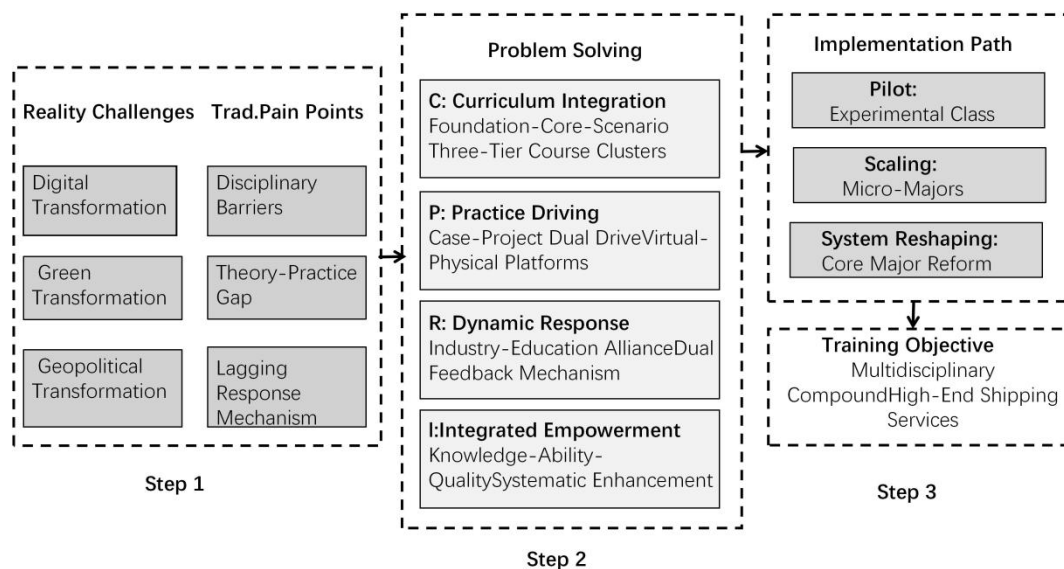 Reality Challenges
Trad.Pain Points
Digital
Transformation
Disciplinary
Barriers
Green
Transformation
Theory-Practice
Gap
Geopolitical
Transformation
Lagging
Response
Mechanism
Step 1
Problem Solving
C: Curriculum Integration
Foundation-Core-Scenario
Three-Tier Course Clusters
P: Practice Driving
Case-Project Dual DriveVirtual-
Physical Platforms
R: Dynamic Response
Industry-Education AllianceDual
Feedback Mechanism
I:Integrated Empowerment
Knowledge-Ability-
QualitySystematic Enhancement
Step 2
Implementation Path
Pilot:
Experimental Class
Scaling:
Micro-Majors
System Reshaping:
Core Major Reform
Training Objective
Multidisciplinary
CompoundHigh-End Shipping
Services
Step 3